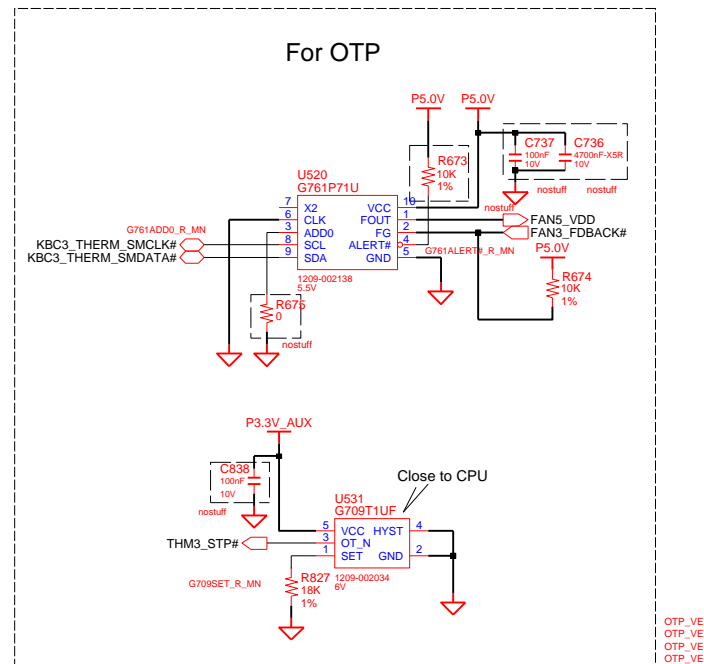 For OTP
P5.0V P5.0V
C737
100nF
10V
C736
4700nF-X5R
10V
nostuff nostuff
R673
10K
1%
nostuff
U520
G761P71U
7 X2
6 CLK
3 ADD0
8 SCL
9 SDA
VCC 10
FOUT 1
FG 2
ALERT# 4
GND 5
G761ADD0_R_MN
KBC3_THERM_SMCLK#
KBC3_THERM_SMDATA#
FAN5_VDD
FAN3_FDBACK#
G761ALERT#_R_MN
P5.0V
R674
10K
1%
1209-002138
5.5V
R675
0
nostuff
P3.3V_AUX
C838
100nF
10V
nostuff
Close to CPU
U531
G709T1UF
5 VCC HYST 4
3 OT_N
1 SET GND 2
THM3_STP#
G709SET_R_MN
R827
18K
1%
1209-002034
6V
OTP_VE
OTP_VE
OTP_VE
OTP_VE